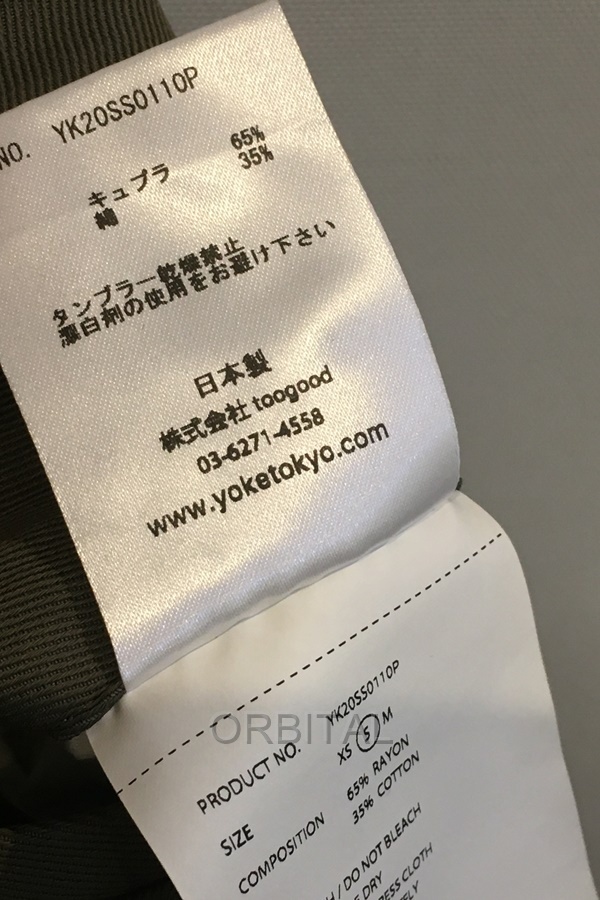 NO. YK20SS0110P
キュプラ 65%
綿 35%
タンブラー乾燥禁止
漂白剤の使用をお避け下さい
日本製
株式会社 toogood
03-6271-4558
www.yoketokyo.com
ORBITAL
PRODUCT NO. YK20SS0110P
SIZE XS S M
COMPOSITION 65% RAYON
35% COTTON
/ DO NOT BLEACH
DRY
CLOTH